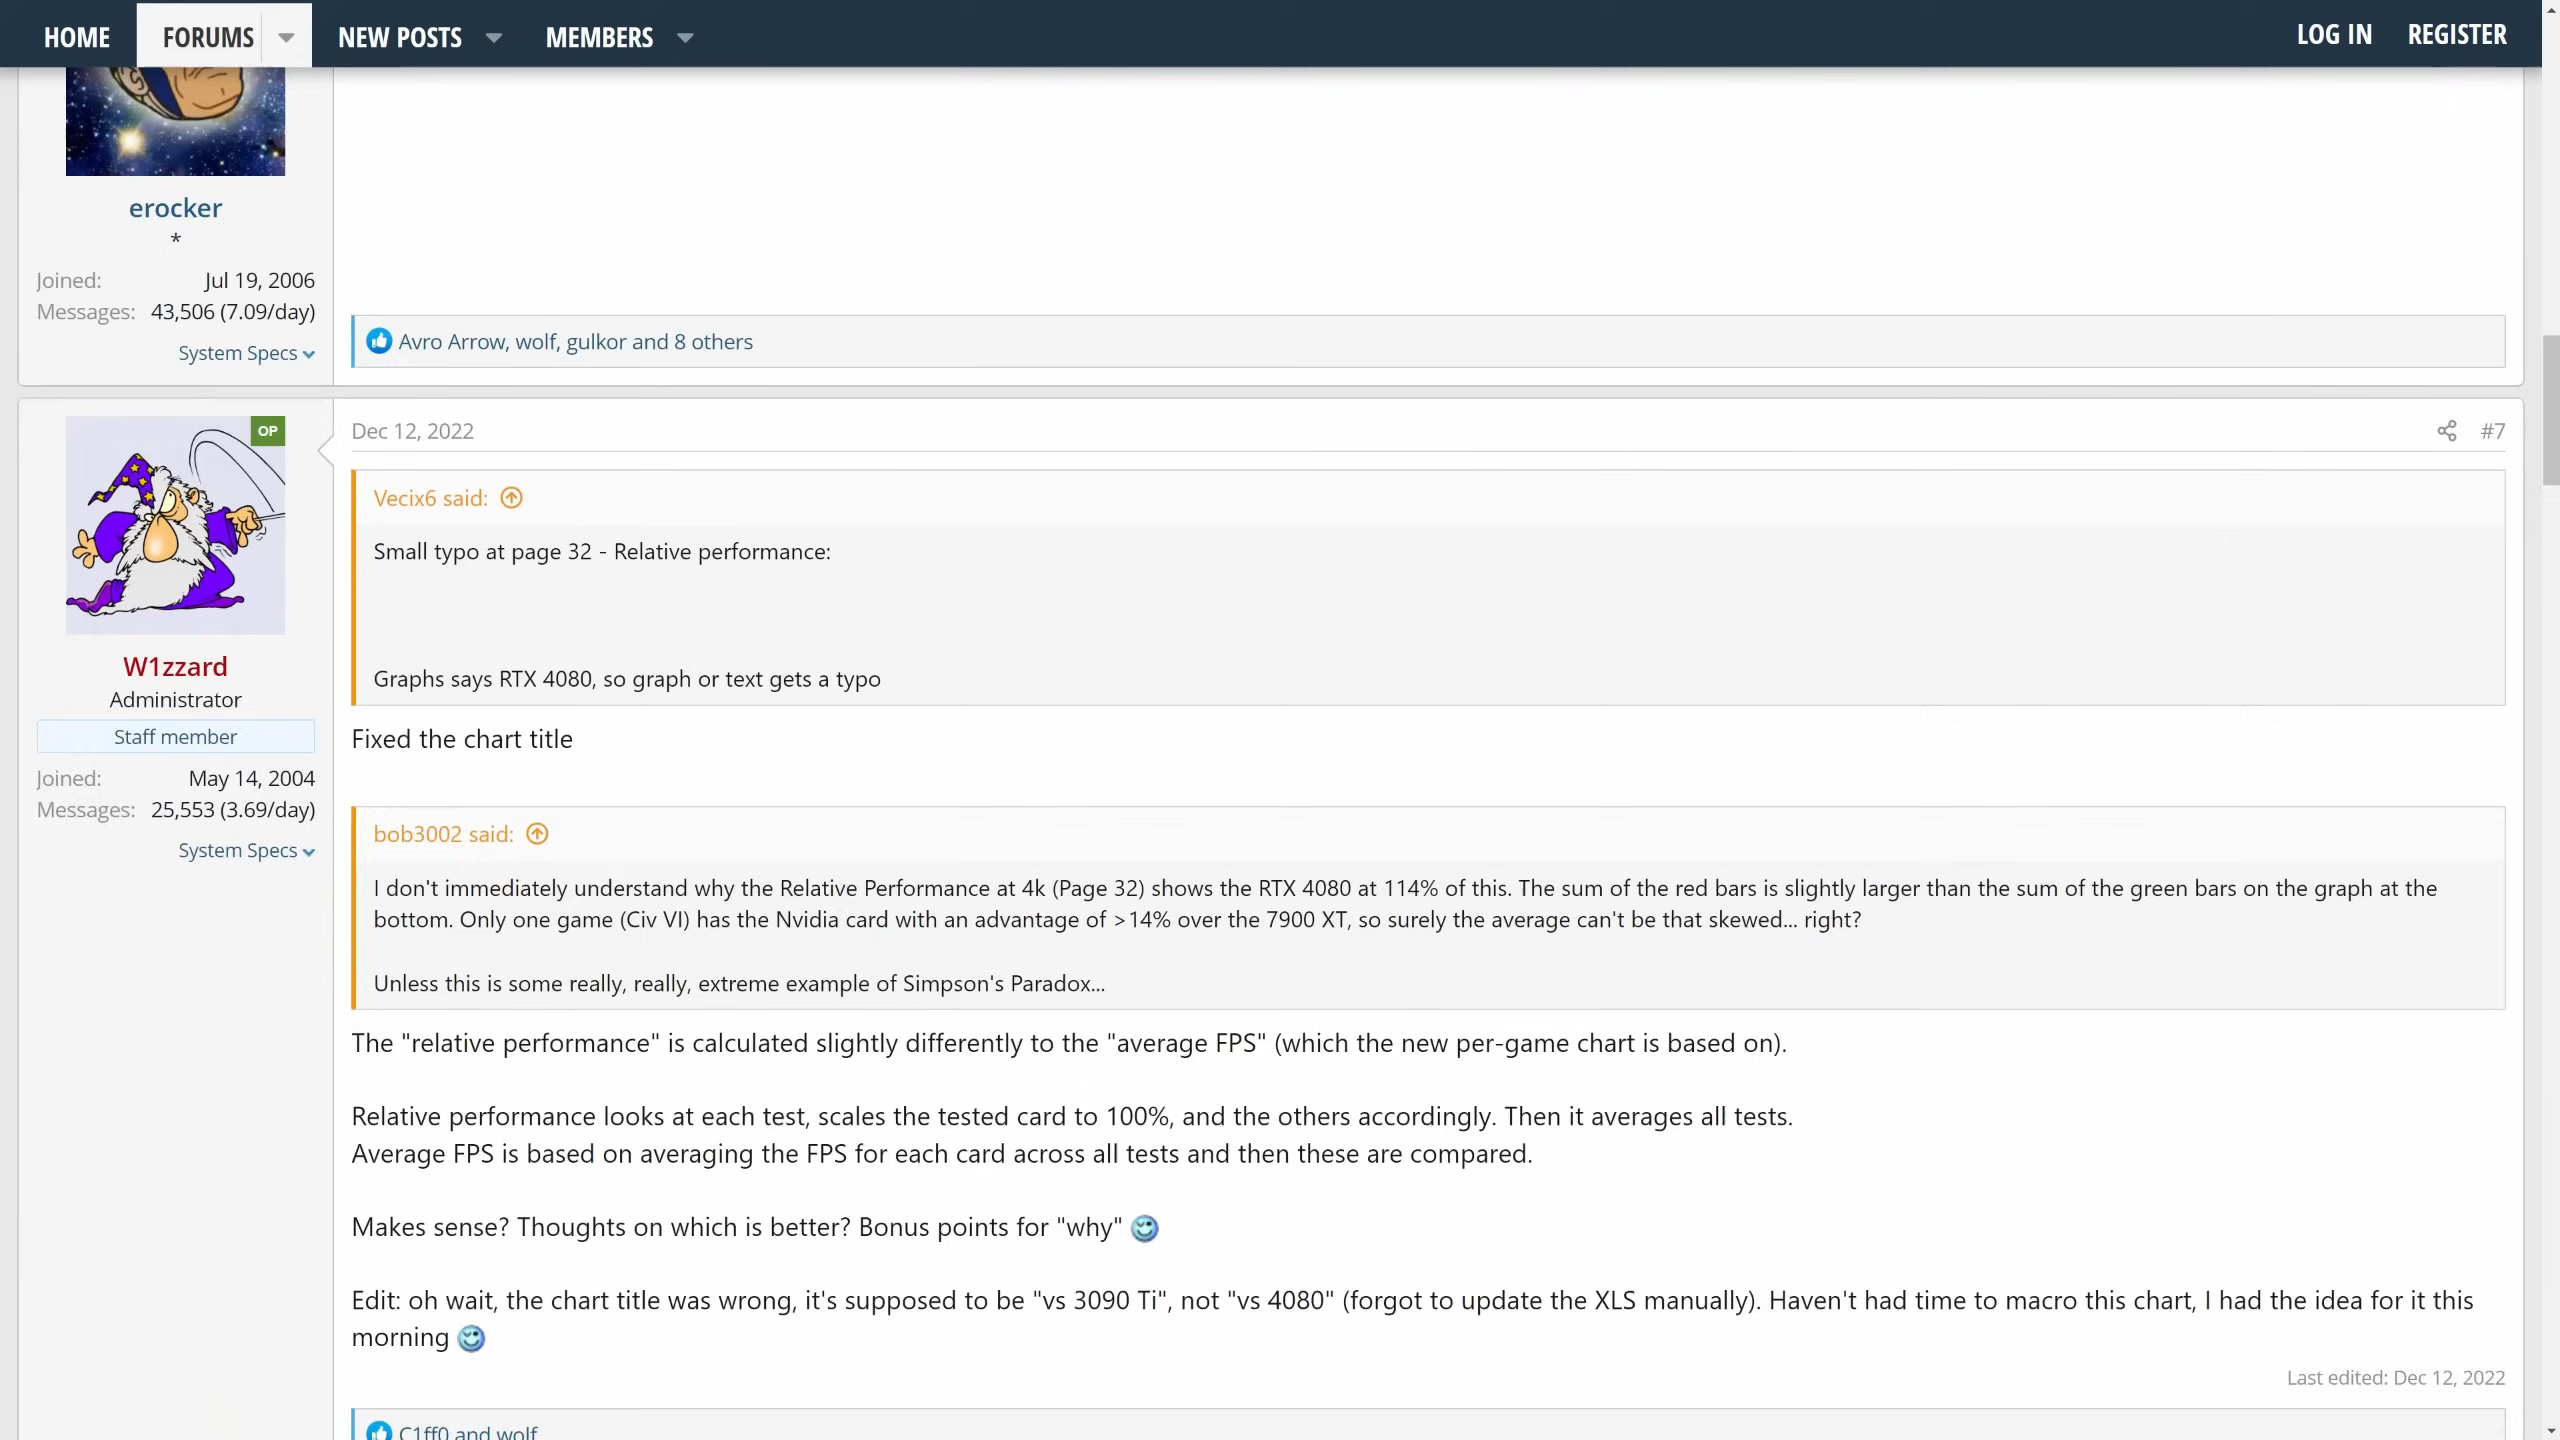 HOME
FORUMS
NEW POSTS
MEMBERS
LOG IN
REGISTER
erocker
*
Joined: Jul 19, 2006
Messages: 43,506 (7.09/day)
System Specs
Avro Arrow, wolf, gulkor and 8 others
OP
W1zzard
Administrator
Staff member
Joined: May 14, 2004
Messages: 25,553 (3.69/day)
System Specs
Dec 12, 2022
#7
Vecix6 said:
Small typo at page 32 - Relative performance:
Graphs says RTX 4080, so graph or text gets a typo
Fixed the chart title
bob3002 said:
I don't immediately understand why the Relative Performance at 4k (Page 32) shows the RTX 4080 at 114% of this. The sum of the red bars is slightly larger than the sum of the green bars on the graph at the
bottom. Only one game (Civ VI) has the Nvidia card with an advantage of >14% over the 7900 XT, so surely the average can't be that skewed... right?
Unless this is some really, really, extreme example of Simpson's Paradox...
The "relative performance" is calculated slightly differently to the "average FPS" (which the new per-game chart is based on).
Relative performance looks at each test, scales the tested card to 100%, and the others accordingly. Then it averages all tests.
Average FPS is based on averaging the FPS for each card across all tests and then these are compared.
Makes sense? Thoughts on which is better? Bonus points for "why"
Edit: oh wait, the chart title was wrong, it's supposed to be "vs 3090 Ti", not "vs 4080" (forgot to update the XLS manually). Haven't had time to macro this chart, I had the idea for it this
morning
Last edited: Dec 12, 2022
C1ff0 and wolf